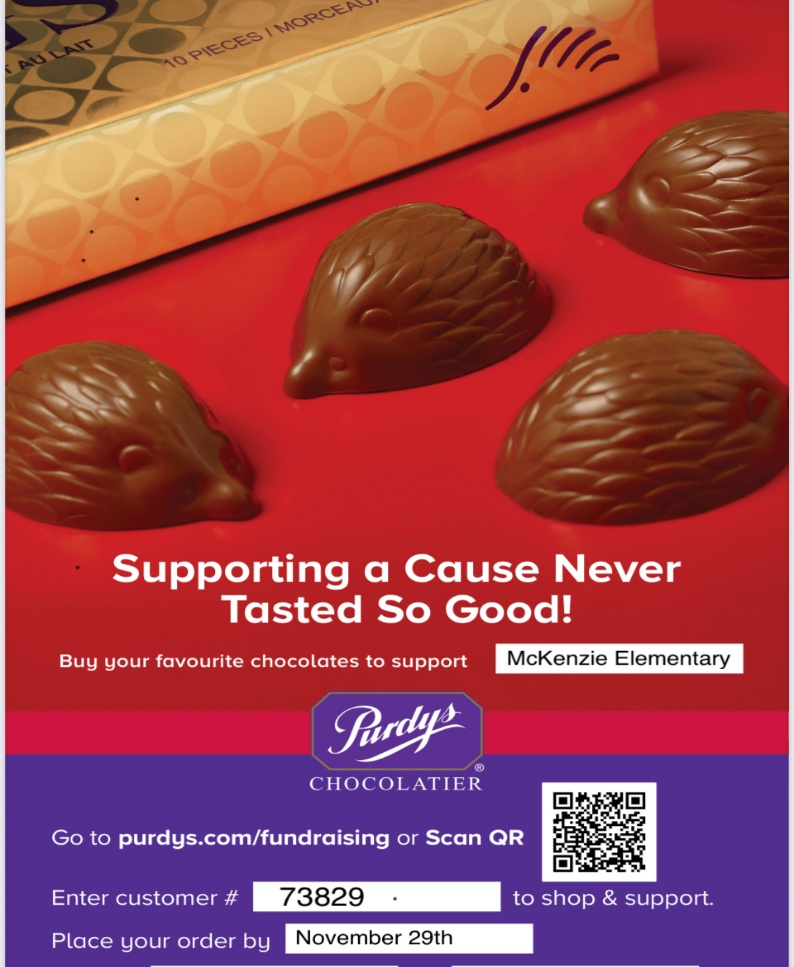 AU LAIT
10 PIECES / MORCEAUX
Supporting a Cause Never
Tasted So Good!
Buy your favourite chocolates to support McKenzie Elementary
Purdys
®
CHOCOLATIER
Go to purdys.com/fundraising or Scan QR
Enter customer # 73829 to shop & support.
Place your order by November 29th